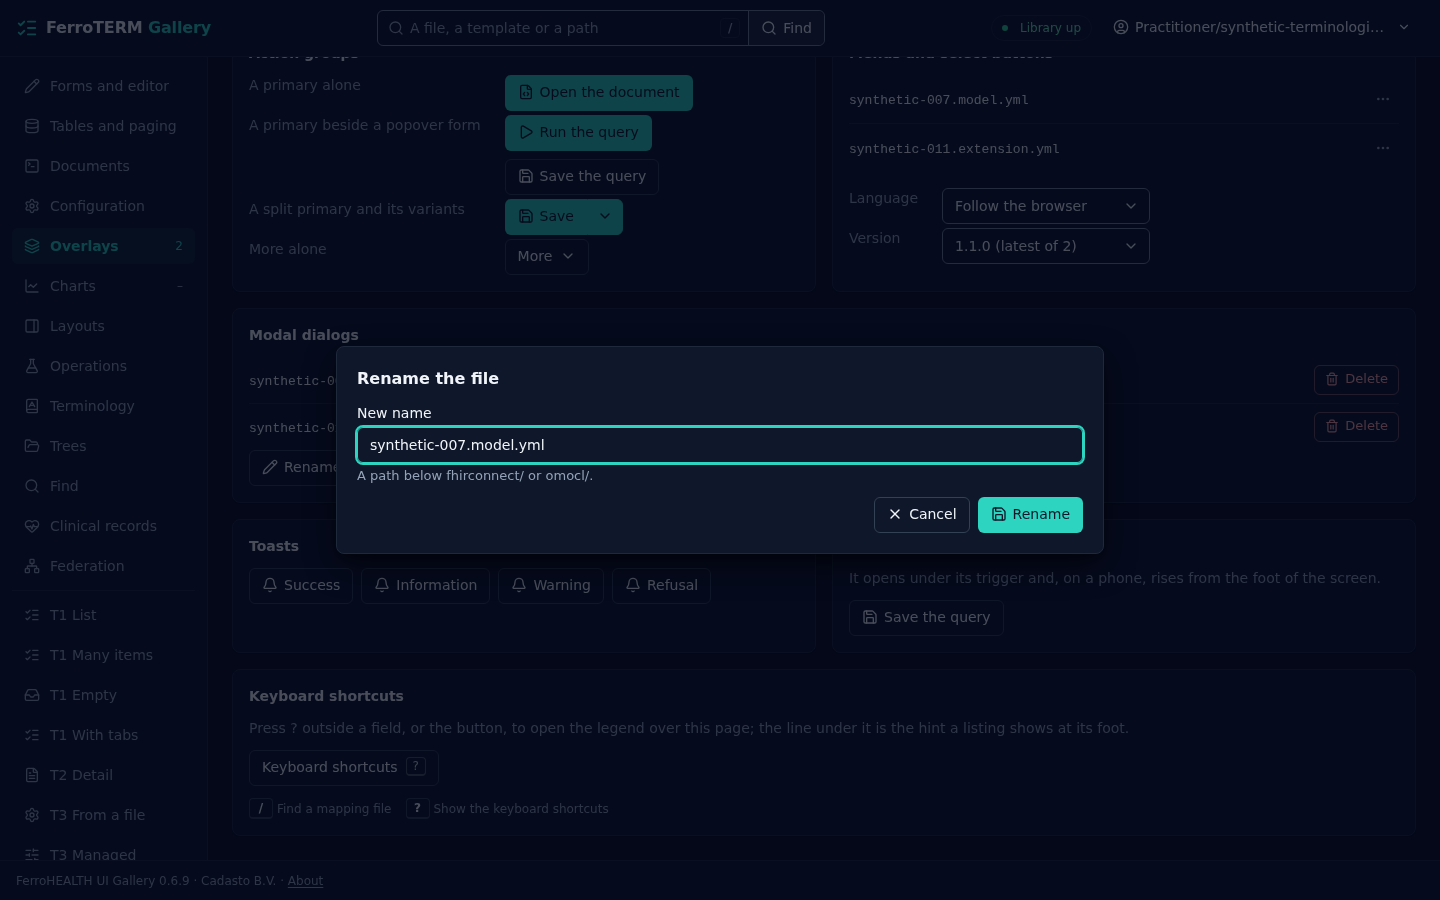 FerroTERM Gallery
A file, a template or a path
/
Find
Library up
Practitioner/synthetic-terminologi...
Forms and editor
Tables and paging
Documents
Configuration
Overlays 2
Charts –
Layouts
Operations
Terminology
Trees
Find
Clinical records
Federation
T1 List
T1 Many items
T1 Empty
T1 With tabs
T2 Detail
T3 From a file
T3 Managed
A primary alone
Open the document
A primary beside a popover form
Run the query
Save the query
A split primary and its variants
Save
More alone
More
synthetic-007.model.yml
synthetic-011.extension.yml
Language
Follow the browser
Version
1.1.0 (latest of 2)
Modal dialogs
Delete
Delete
Rename the file
New name
synthetic-007.model.yml
A path below fhirconnect/ or omocl/.
Cancel
Rename
Toasts
Success
Information
Warning
Refusal
It opens under its trigger and, on a phone, rises from the foot of the screen.
Save the query
Keyboard shortcuts
Press ? outside a field, or the button, to open the legend over this page; the line under it is the hint a listing shows at its foot.
Keyboard shortcuts ?
/ Find a mapping file ? Show the keyboard shortcuts
FerroHEALTH UI Gallery 0.6.9 · Cadasto B.V. · About